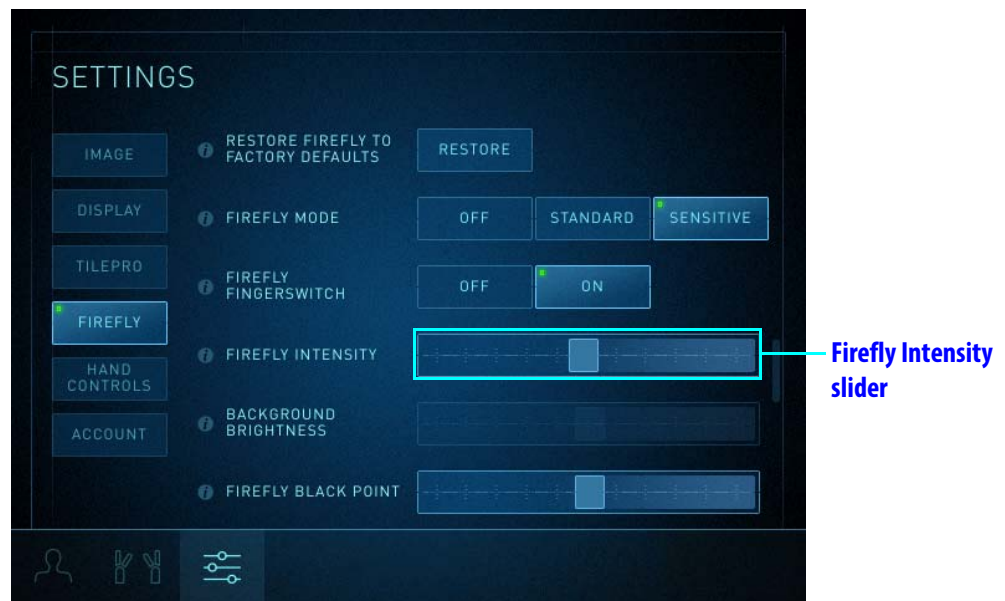 SETTINGS
IMAGE
DISPLAY
TILEPRO
FIREFLY
HAND
CONTROLS
ACCOUNT
RESTORE FIREFLY TO
FACTORY DEFAULTS
RESTORE
FIREFLY MODE
OFF
STANDARD
SENSITIVE
FIREFLY
FINGERSWITCH
OFF
ON
FIREFLY INTENSITY
BACKGROUND
BRIGHTNESS
FIREFLY BLACK POINT
Firefly Intensity
slider